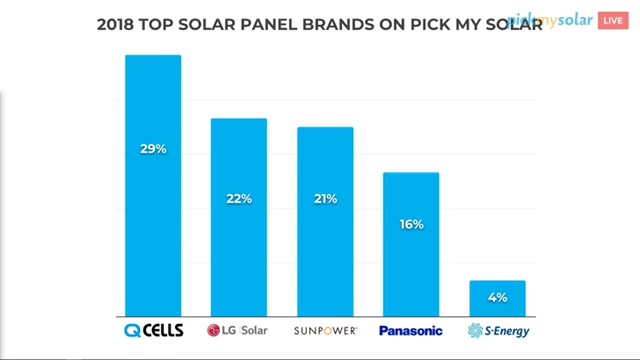 2018 TOP SOLAR PANEL BRANDS ON PICK MY SOLAR
pickmysolar LIVE
29%
22%
21%
16%
4%
Q CELLS LG Solar SUNPOWER® Panasonic S-Energy